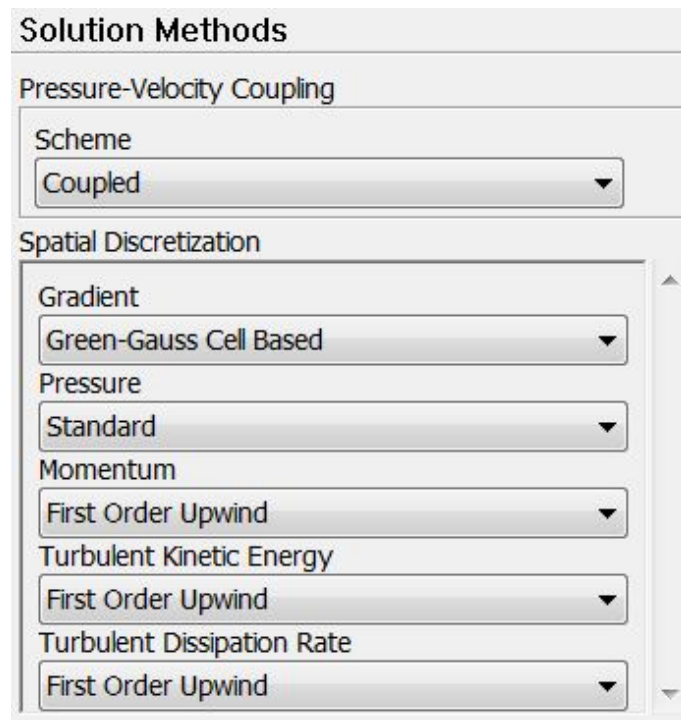 Solution Methods
Pressure-Velocity Coupling
Scheme
Coupled
Spatial Discretization
Gradient
Green-Gauss Cell Based
Pressure
Standard
Momentum
First Order Upwind
Turbulent Kinetic Energy
First Order Upwind
Turbulent Dissipation Rate
First Order Upwind